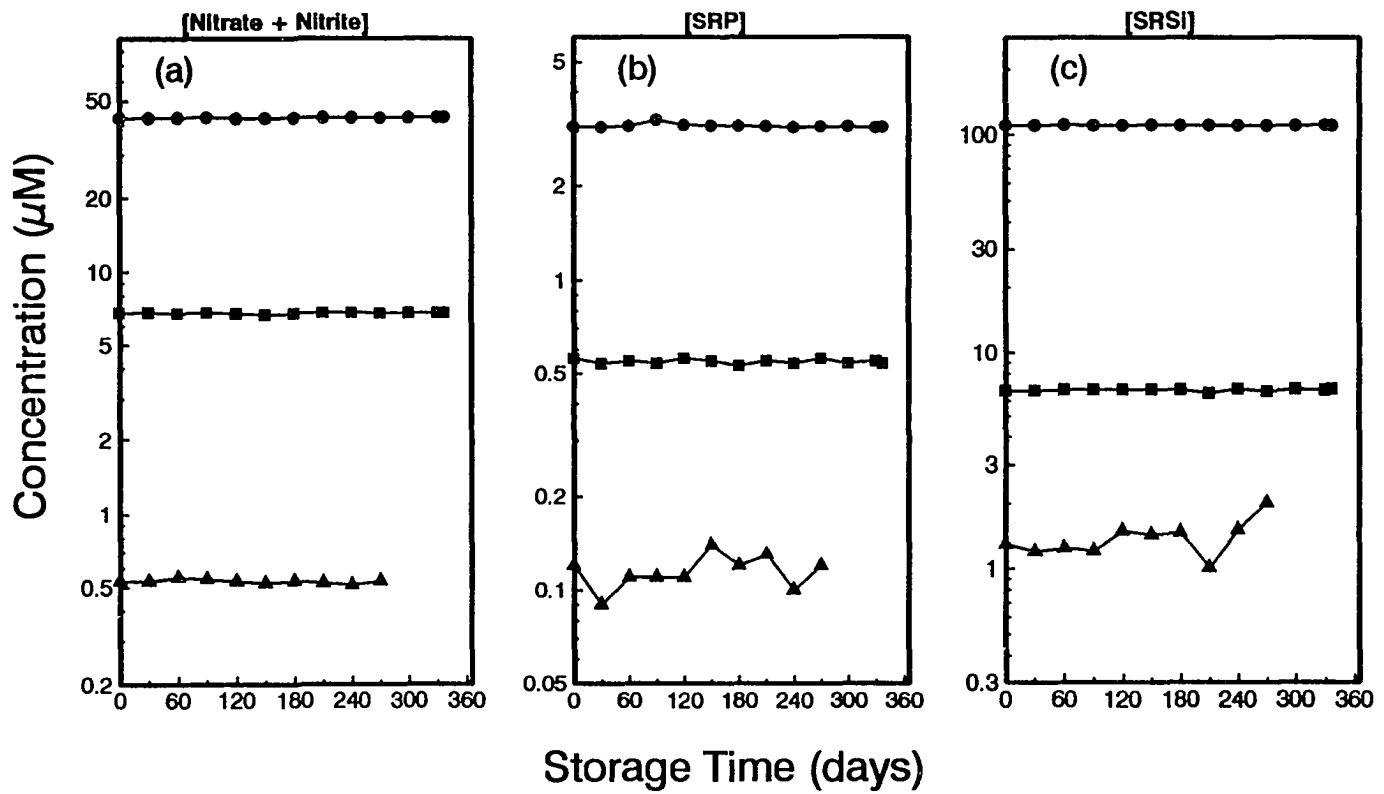 [Nitrate + Nitrite]
[SRP]
[SRSi]
(a)
(b)
(c)
Concentration (μM)
50
20
10
5
2
1
0.5
0.2
5
2
1
0.5
0.2
0.1
0.05
100
30
10
3
1
0.3
0 60 120 180 240 300 360
0 60 120 180 240 300 360
0 60 120 180 240 300 360
Storage Time (days)